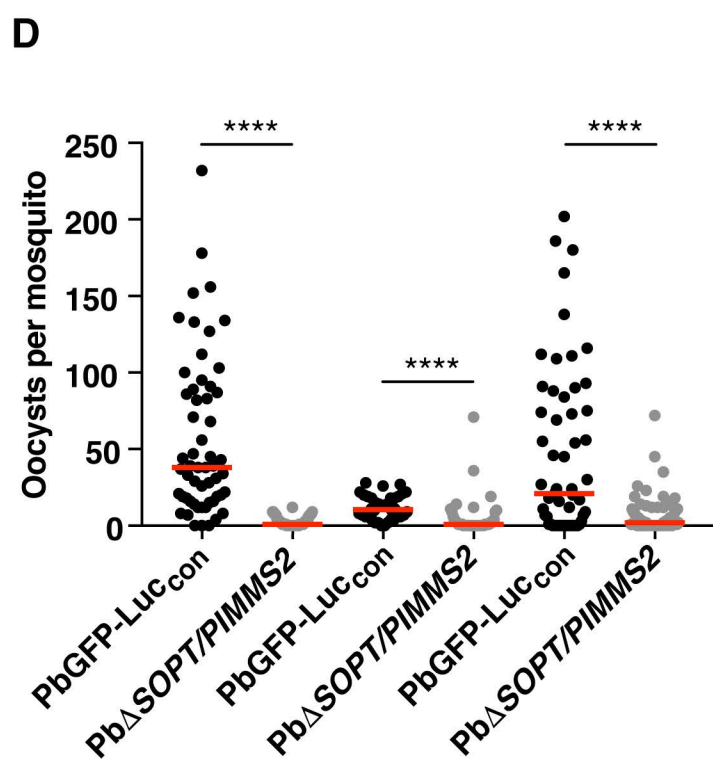 D
**** ****
****
250
200
150
100
50
0
Oocysts per mosquito
PbGFP-Luccon
PbΔSOPT/PIMMS2
PbGFP-Luccon
PbΔSOPT/PIMMS2
PbGFP-Luccon
PbΔSOPT/PIMMS2